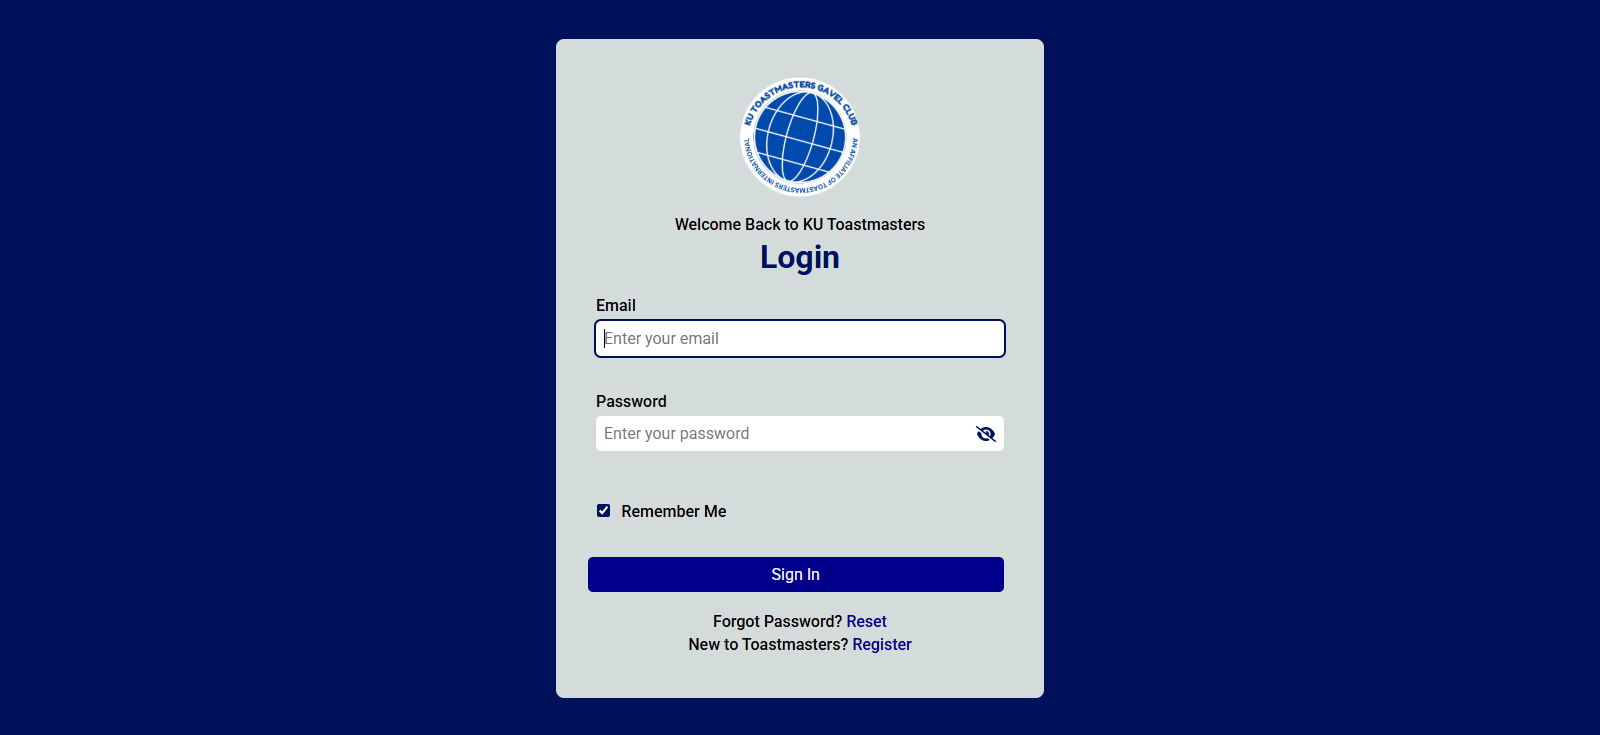 KU TOASTMASTERS GAVEL CLUB
AN AFFILIATE OF TOASTMASTERS INTERNATIONAL
Welcome Back to KU Toastmasters
Login
Email
Enter your email
Password
Enter your password
Remember Me
Sign In
Forgot Password? Reset
New to Toastmasters? Register